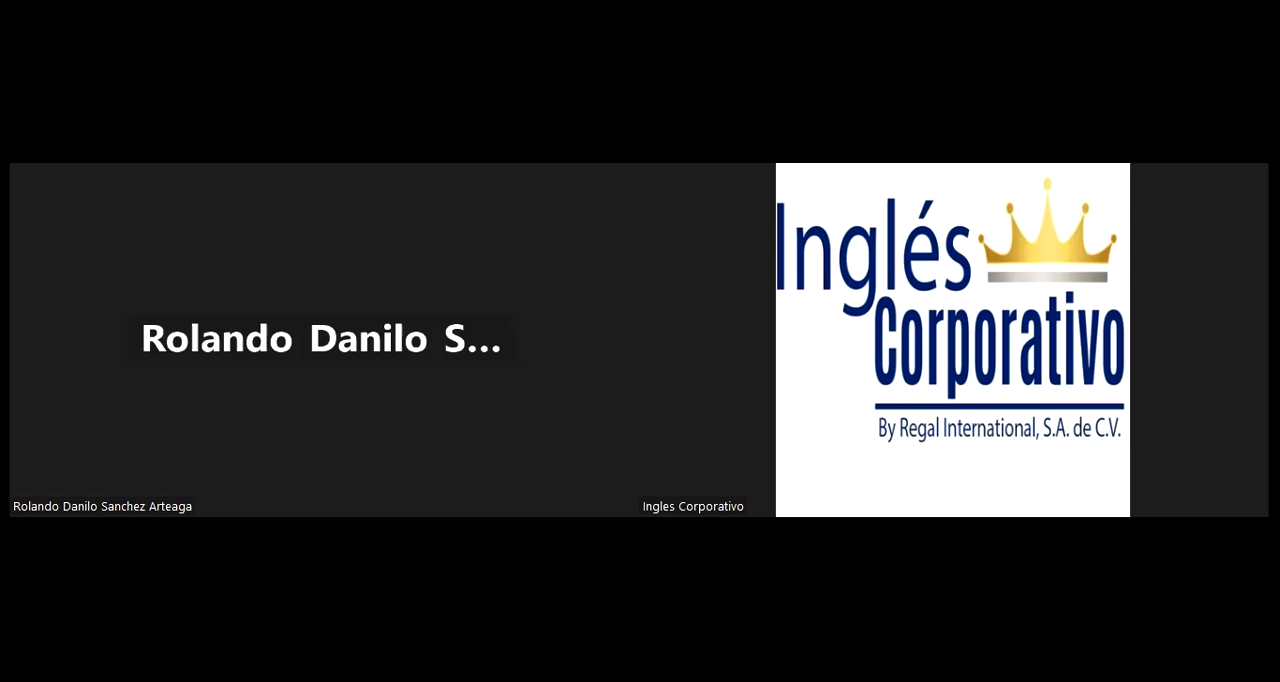 Rolando Danilo S...
Rolando Danilo Sanchez Arteaga
Inglés
Corporativo
By Regal International, S.A. de C.V.
Ingles Corporativo